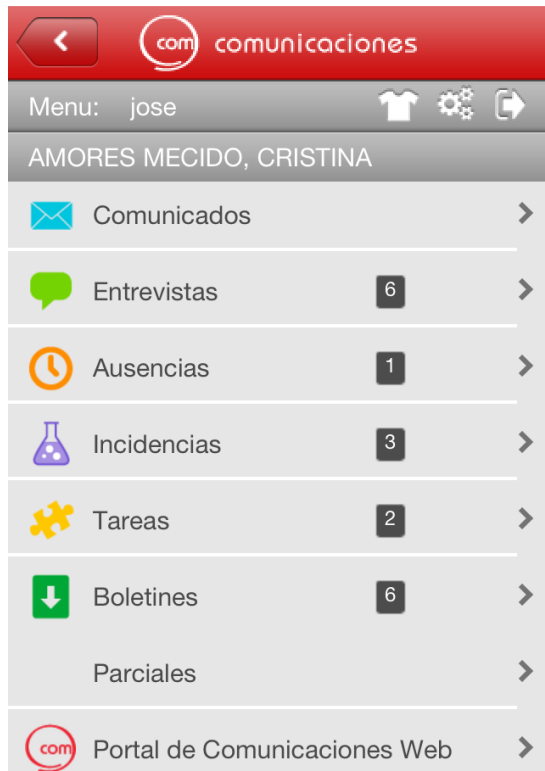 com comunicaciones
Menu: jose
AMORES MECIDO, CRISTINA
Comunicados
Entrevistas 6
Ausencias 1
Incidencias 3
Tareas 2
Boletines 6
Parciales
com Portal de Comunicaciones Web